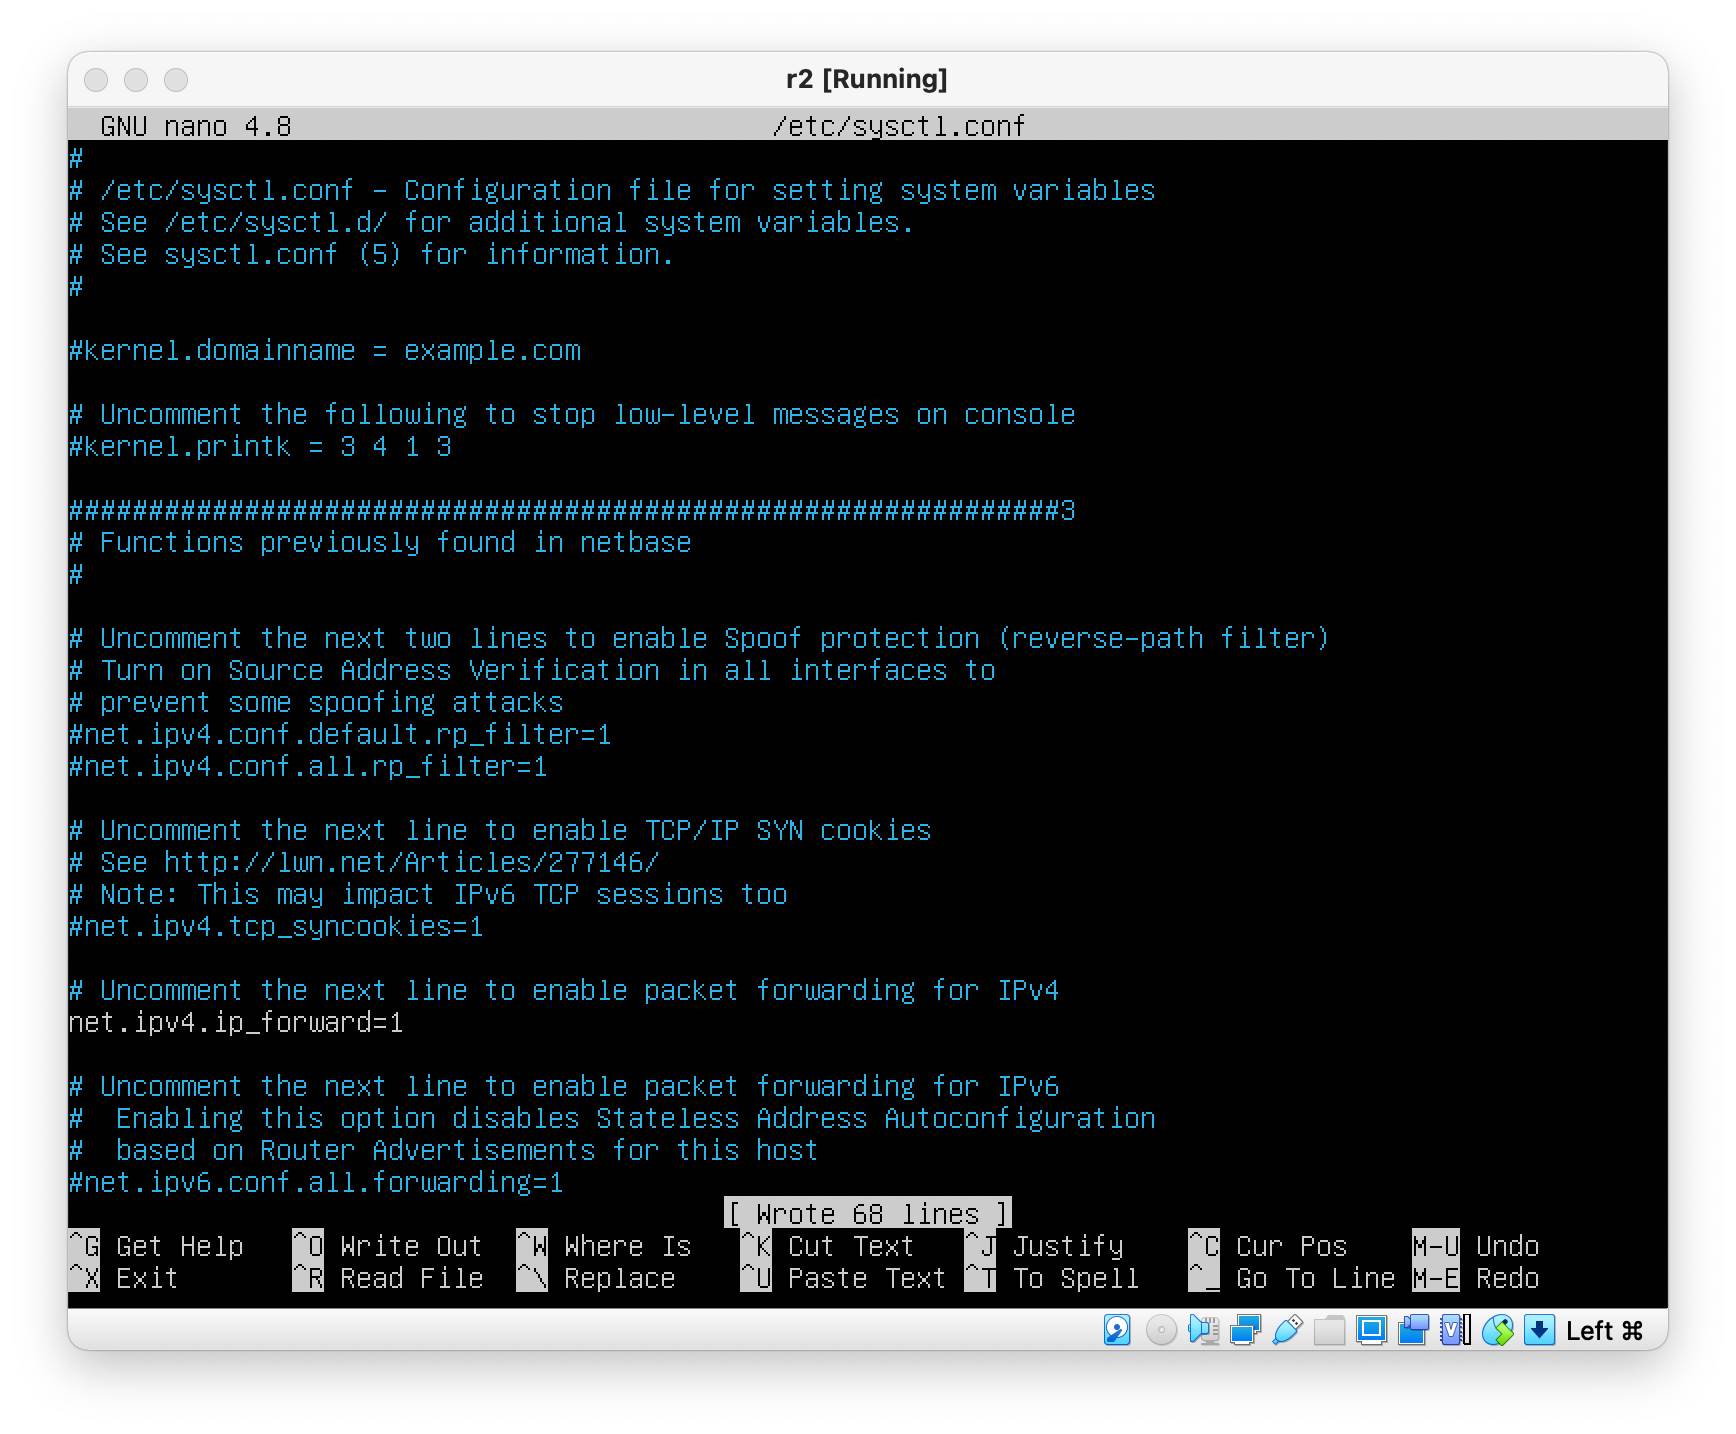 r2 [Running]
GNU nano 4.8 /etc/sysctl.conf
#
# /etc/sysctl.conf - Configuration file for setting system variables
# See /etc/sysctl.d/ for additional system variables.
# See sysctl.conf (5) for information.
#
#kernel.domainname = example.com
# Uncomment the following to stop low-level messages on console
#kernel.printk = 3 4 1 3
##############################################################3
# Functions previously found in netbase
#
# Uncomment the next two lines to enable Spoof protection (reverse-path filter)
# Turn on Source Address Verification in all interfaces to
# prevent some spoofing attacks
#net.ipv4.conf.default.rp_filter=1
#net.ipv4.conf.all.rp_filter=1
# Uncomment the next line to enable TCP/IP SYN cookies
# See http://lwn.net/Articles/277146/
# Note: This may impact IPv6 TCP sessions too
#net.ipv4.tcp_syncookies=1
# Uncomment the next line to enable packet forwarding for IPv4
net.ipv4.ip_forward=1
# Uncomment the next line to enable packet forwarding for IPv6
#  Enabling this option disables Stateless Address Autoconfiguration
#  based on Router Advertisements for this host
#net.ipv6.conf.all.forwarding=1
[ Wrote 68 lines ]
^G Get Help ^O Write Out ^W Where Is ^K Cut Text ^J Justify ^C Cur Pos M-U Undo
^X Exit ^R Read File ^\ Replace ^U Paste Text ^T To Spell ^_ Go To Line M-E Redo
Left ⌘